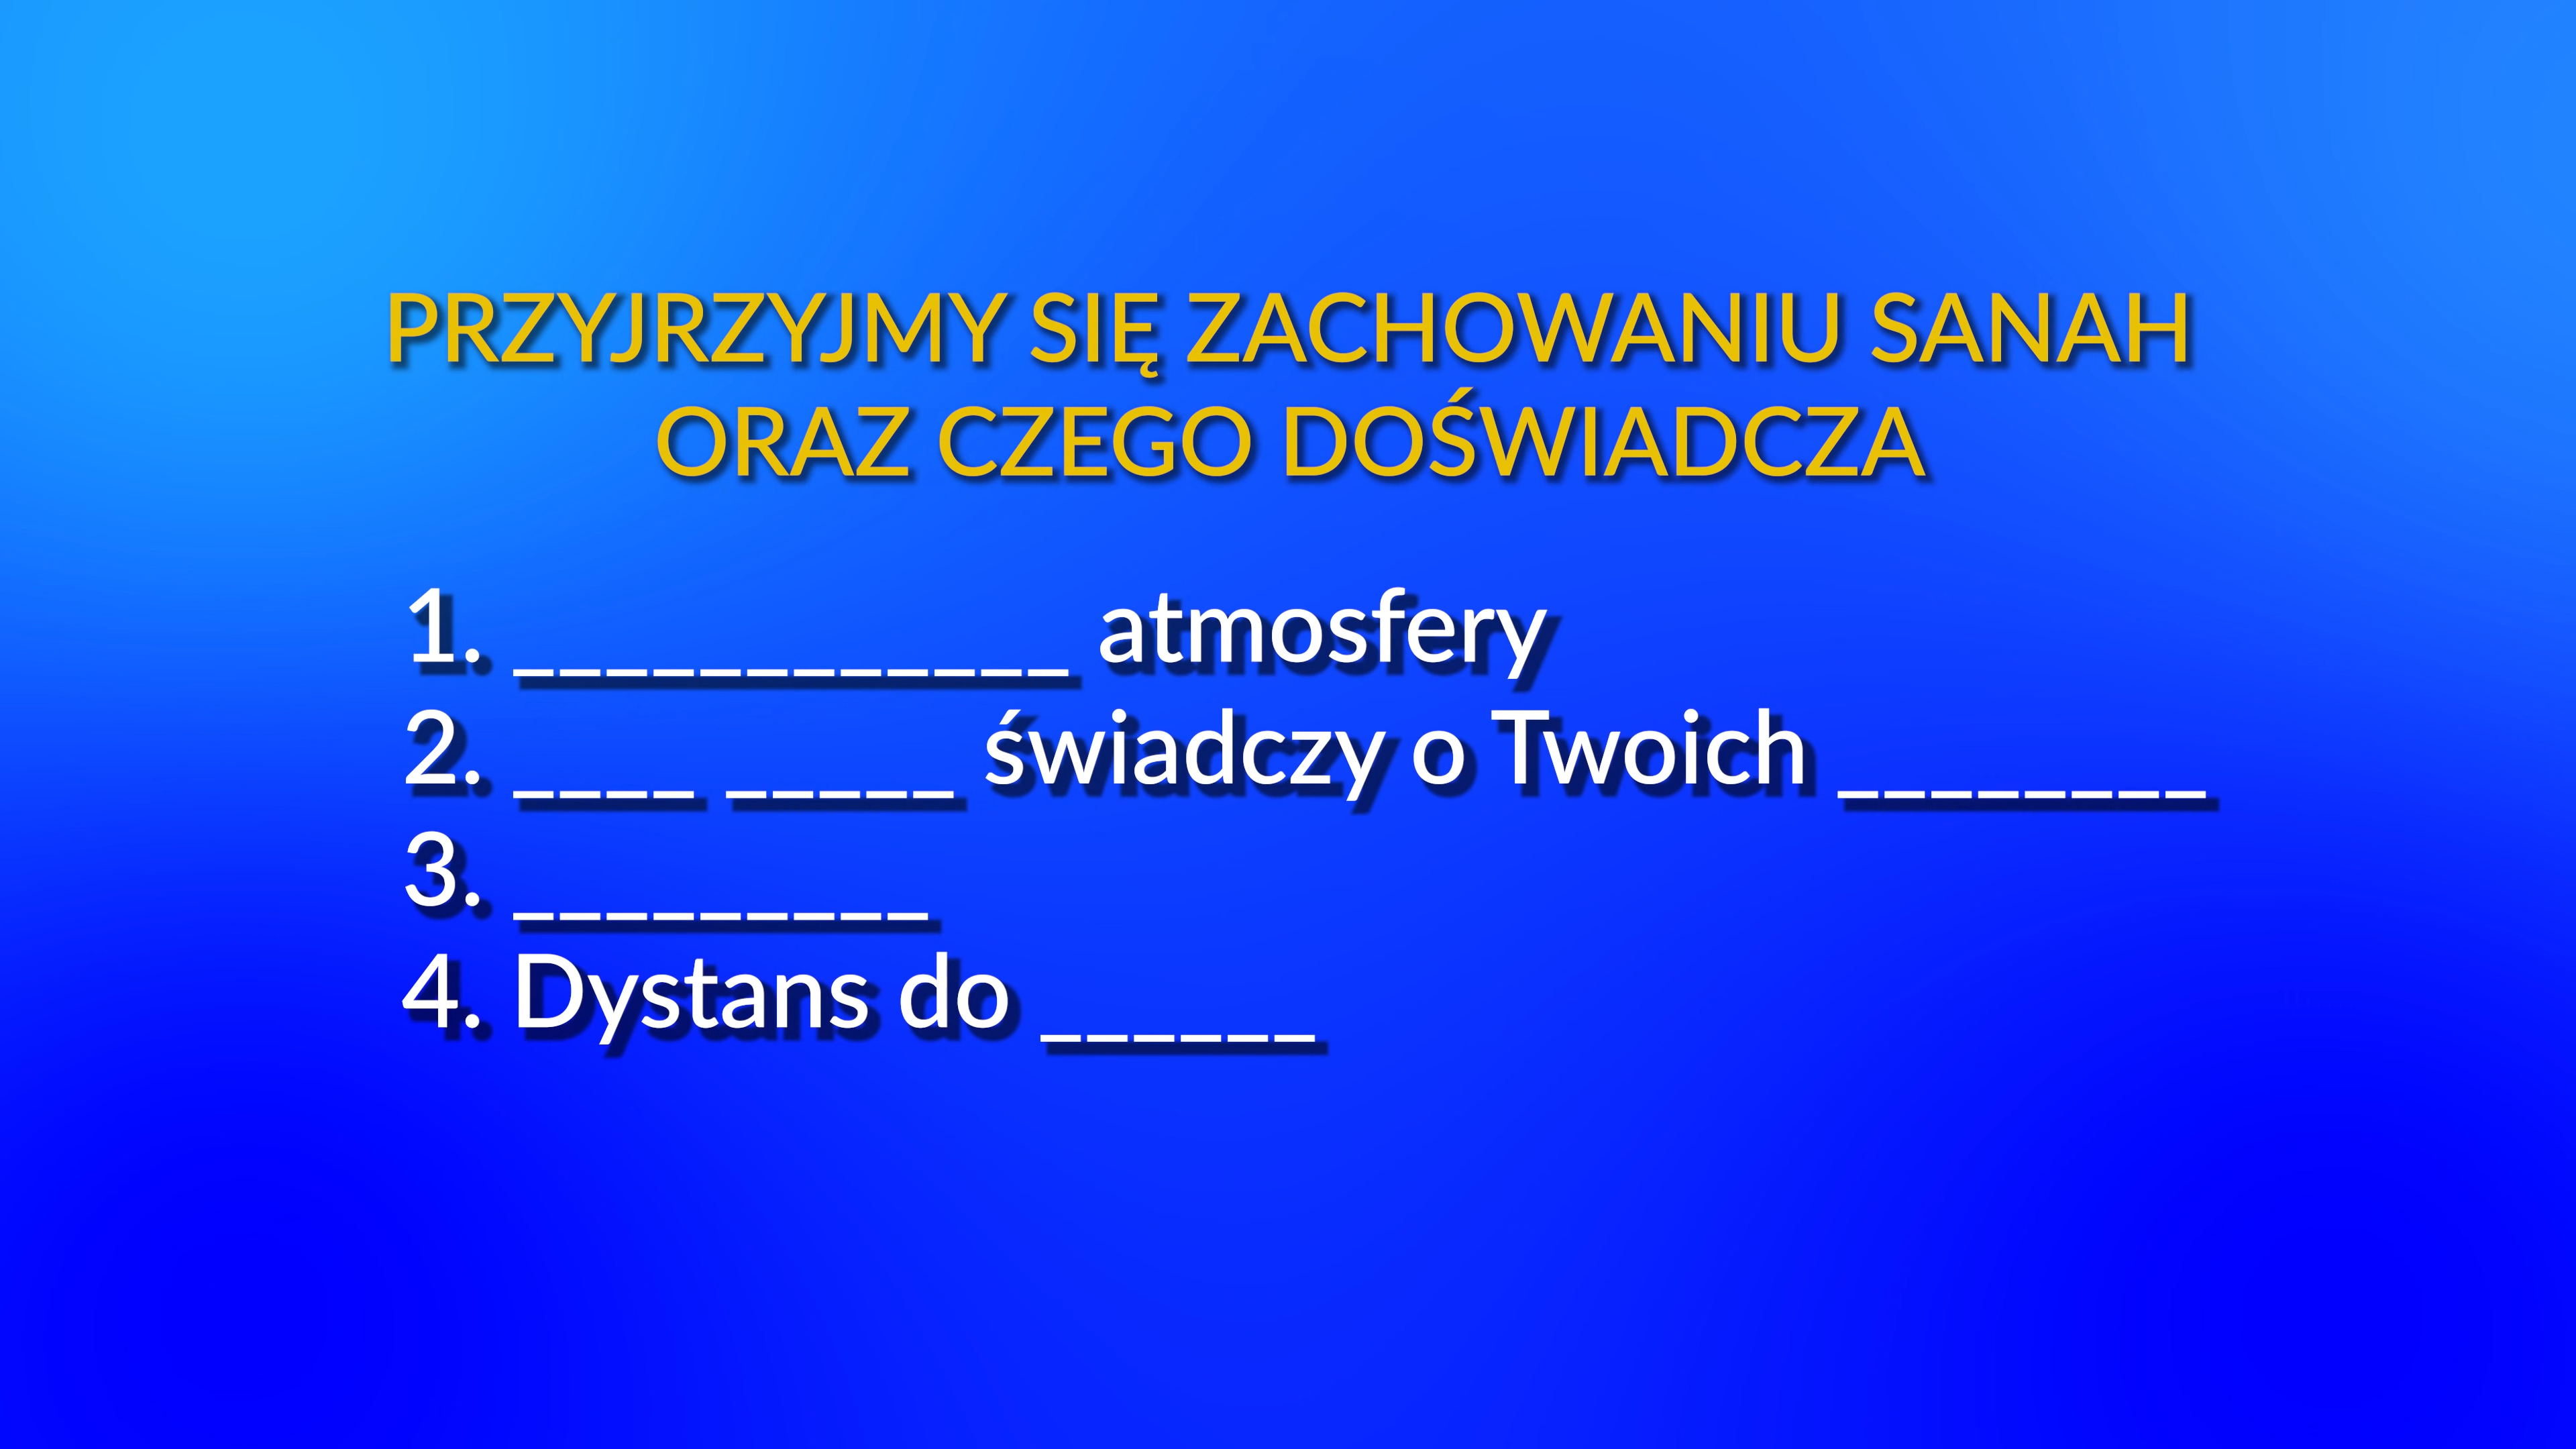 PRZYJRZYJMY SIĘ ZACHOWANIU SANAH
ORAZ CZEGO DOŚWIADCZA
1. ____________ atmosfery
2. ____ _____ świadczy o Twoich ________
3. _________
4. Dystans do ______